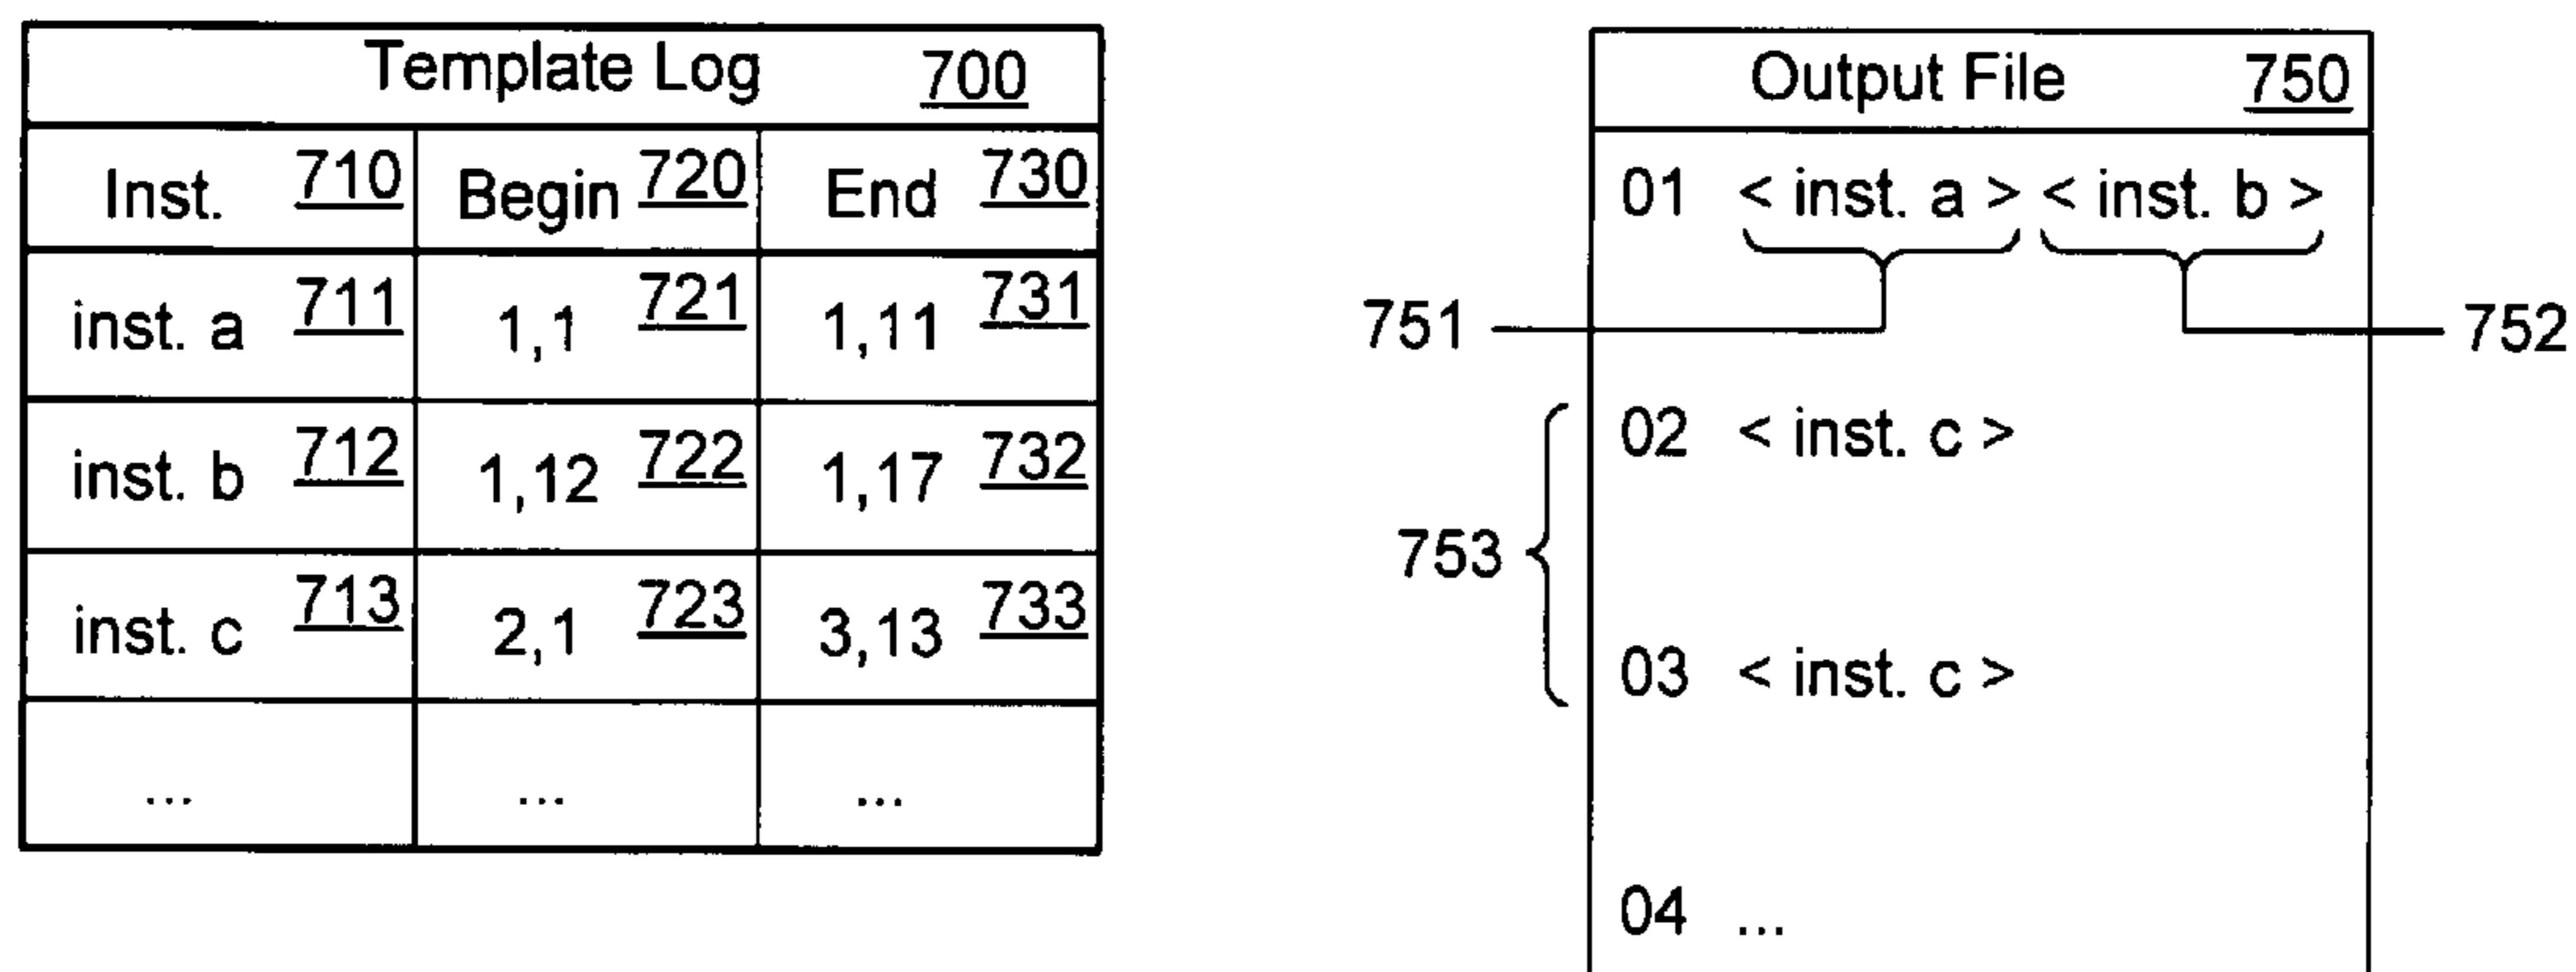 Template Log 700
Inst. 710 Begin 720 End 730
inst. a 711 1,1 721 1,11 731
inst. b 712 1,12 722 1,17 732
inst. c 713 2,1 723 3,13 733
... ... ...
Output File 750
01 < inst. a > < inst. b >
751 752
02 < inst. c >
753
03 < inst. c >
04 ...